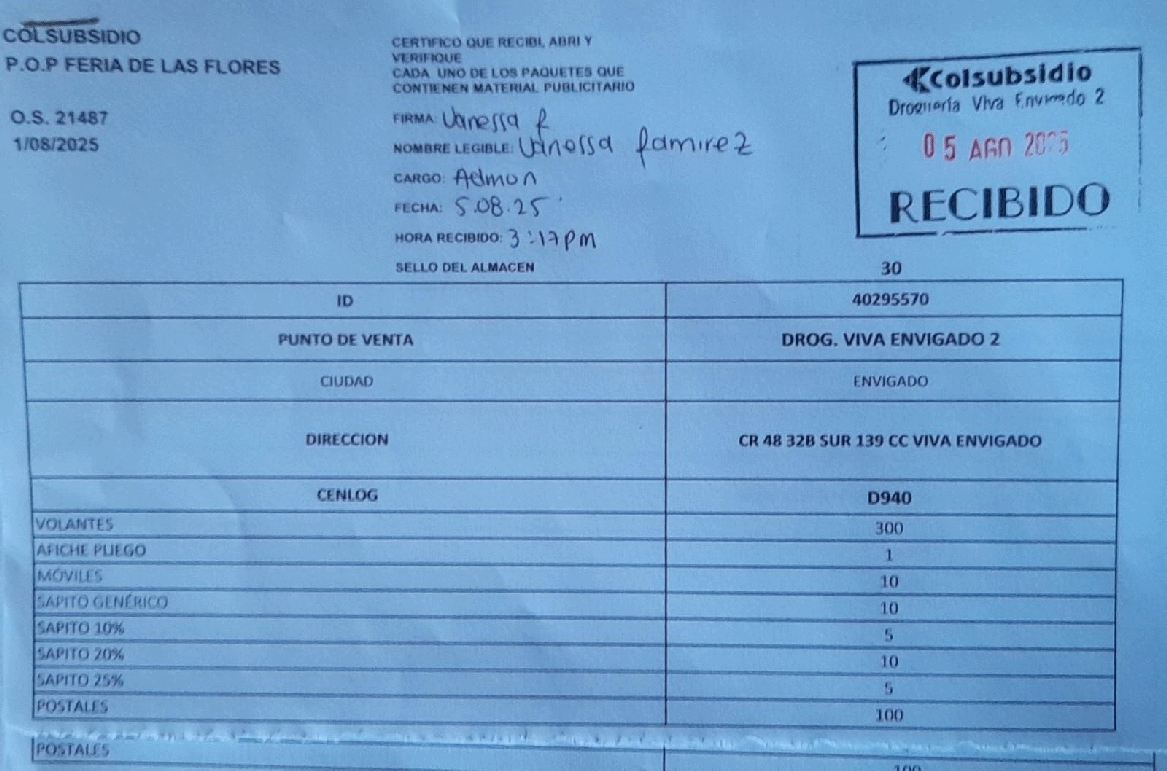 COLSUBSIDIO
P.O.P FERIA DE LAS FLORES
O.S. 21487
1/08/2025
CERTIFICO QUE RECIBI, ABRI Y
VERIFIQUE
CADA UNO DE LOS PAQUETES QUE
CONTIENEN MATERIAL PUBLICITARIO
FIRMA: Vanessa R
NOMBRE LEGIBLE: Vanessa Ramirez
CARGO: Admon
FECHA: 5.08.25
HORA RECIBIDO: 3:17pm
SELLO DEL ALMACEN
Colsubsidio
Droguería Viva Envigado 2
05 AGO 2025
RECIBIDO
30
ID 40295570
PUNTO DE VENTA DROG. VIVA ENVIGADO 2
CIUDAD ENVIGADO
DIRECCION CR 48 32B SUR 139 CC VIVA ENVIGADO
CENLOG D940
VOLANTES 300
AFICHE PLIEGO 1
MÓVILES 10
SAPITO GENÉRICO 10
SAPITO 10% 5
SAPITO 20% 10
SAPITO 25% 5
POSTALES 100
POSTALES 100